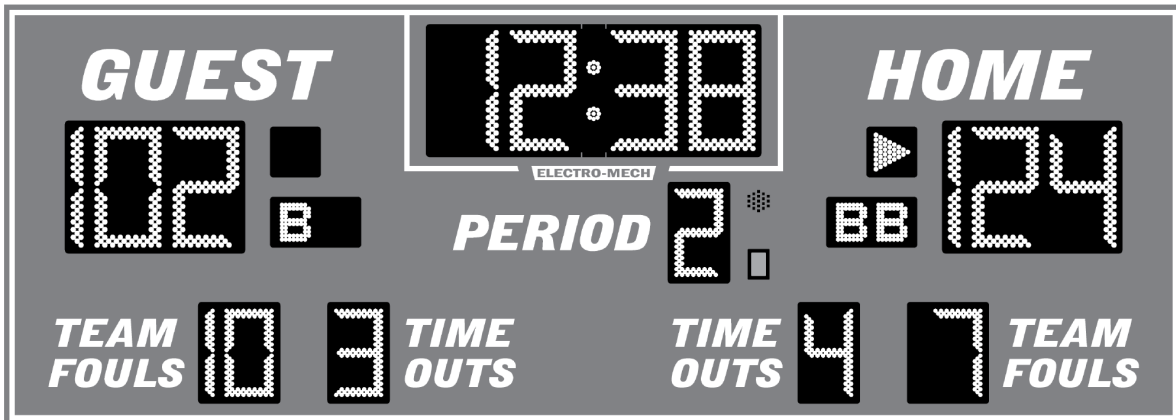 GUEST
12:38
HOME
102
124
ELECTRO-MECH
B
PERIOD 2
BB
TEAM FOULS 10
3 TIME OUTS
TIME OUTS 4
7 TEAM FOULS